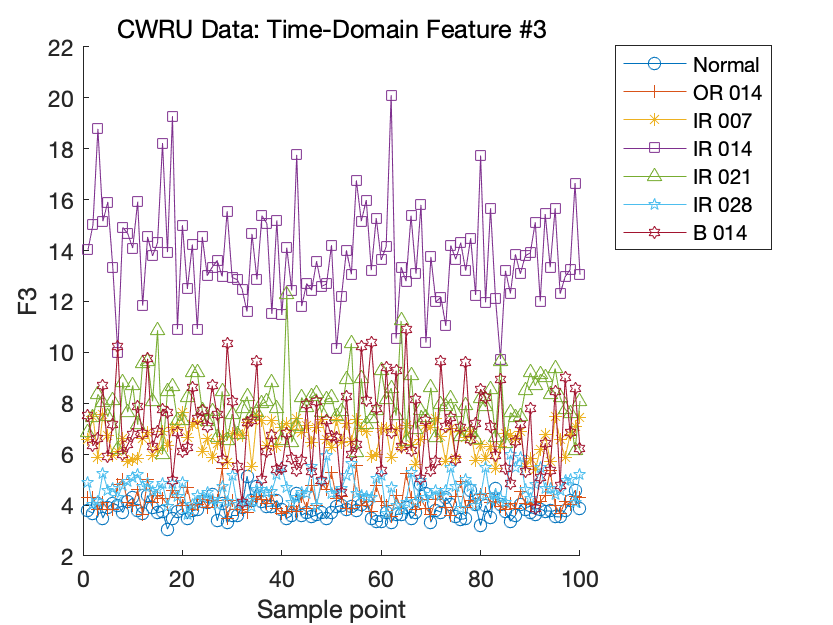 CWRU Data: Time-Domain Feature #3
22
20
18
16
14
12
10
8
6
4
2
F3
0
20
40
60
80
100
Sample point
Normal
OR 014
IR 007
IR 014
IR 021
IR 028
B 014